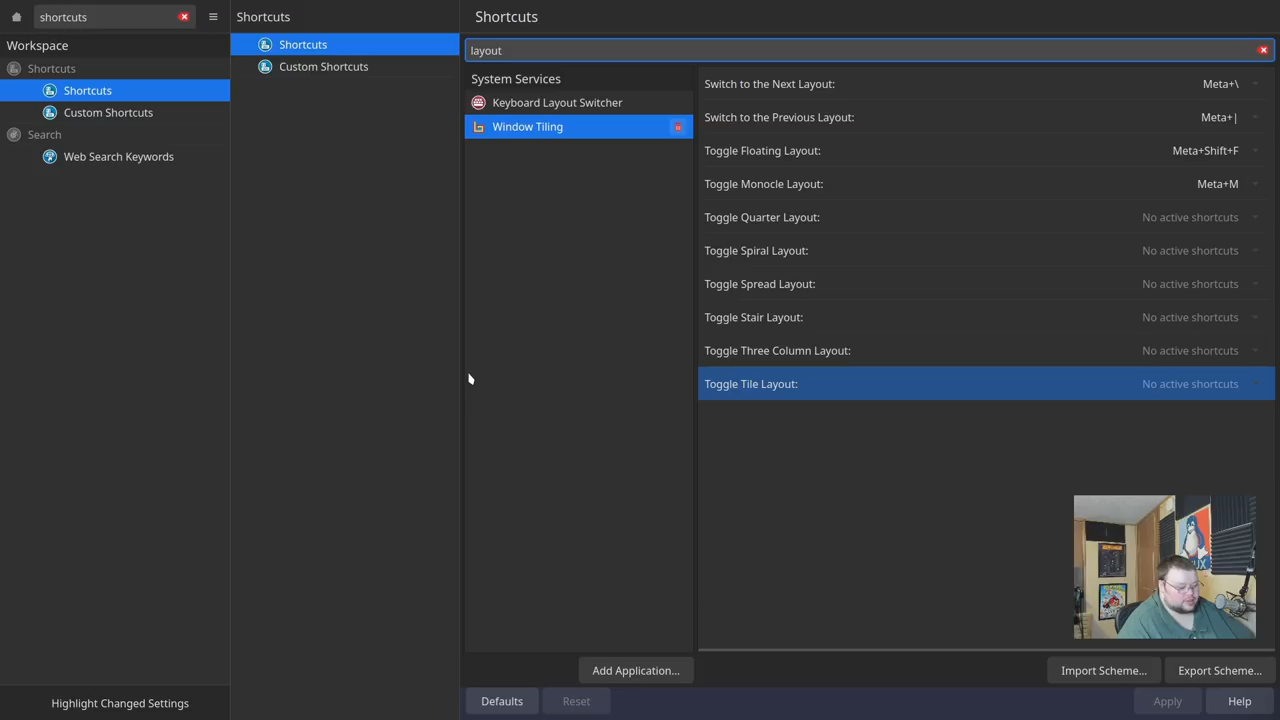 shortcuts
Workspace
Shortcuts
Shortcuts
Custom Shortcuts
Search
Web Search Keywords
Highlight Changed Settings
Shortcuts
Shortcuts
Custom Shortcuts
Shortcuts
layout
System Services
Keyboard Layout Switcher
Window Tiling
Switch to the Next Layout: Meta+\
Switch to the Previous Layout: Meta+|
Toggle Floating Layout: Meta+Shift+F
Toggle Monocle Layout: Meta+M
Toggle Quarter Layout: No active shortcuts
Toggle Spiral Layout: No active shortcuts
Toggle Spread Layout: No active shortcuts
Toggle Stair Layout: No active shortcuts
Toggle Three Column Layout: No active shortcuts
Toggle Tile Layout: No active shortcuts
Add Application...
Import Scheme...
Export Scheme...
Defaults
Reset
Apply
Help